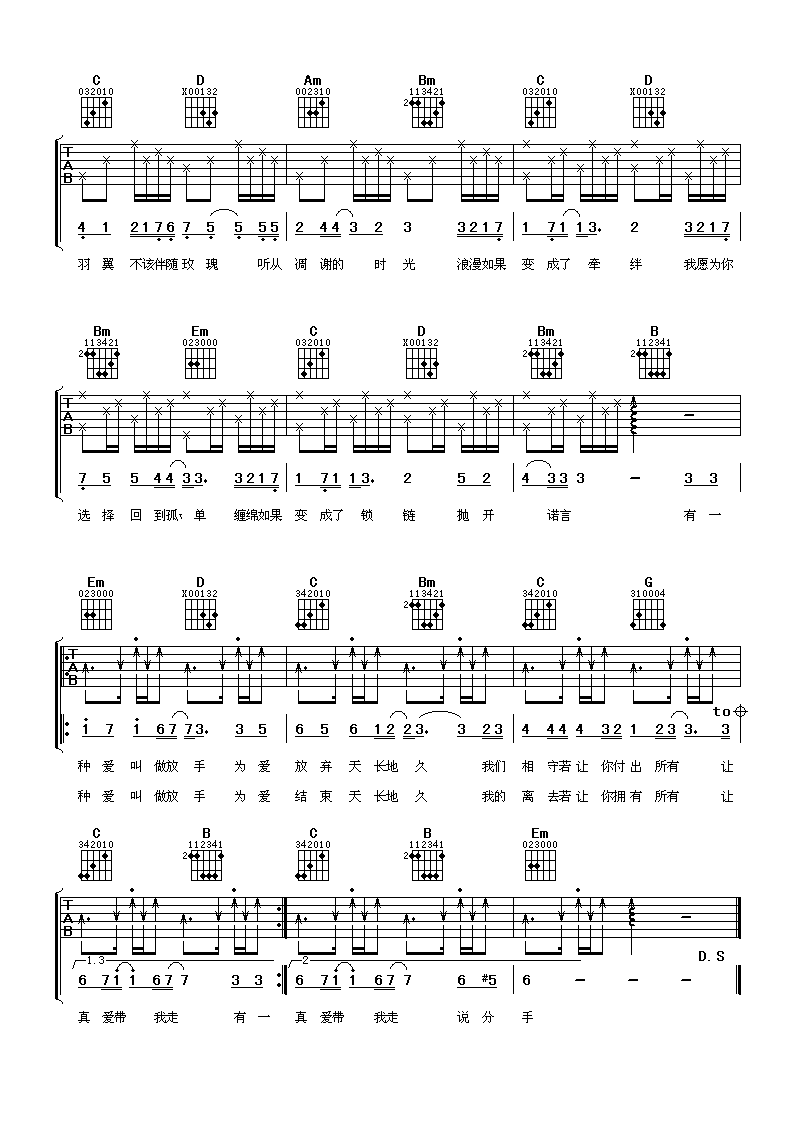 C D Am Bm C D
032010 X00132 002310 113421 032010 X00132
2
T
A
B
4 1 2176 7 5 5 55 2 44 3 2 3 3217 1 71 13. 2 3217
羽 翼 不该伴随 玫 瑰 听从 凋 谢的 时 光 浪漫如果 变 成了 牵 绊 我愿为你
Bm Em C D Bm B
113421 023000 032010 X00132 113421 112341
2 2 2
T
A
B
7 5 5 44 33. 3217 1 71 13. 2 5 2 4 33 3 – 3 3
选 择 回 到孤 单 缠绵如果 变 成了 锁 链 抛 开 诺言 有 一
Em D C Bm C G
023000 X00132 342010 113421 342010 310004
2
T
A
B
to
1 7 1 67 73. 3 5 6 5 6 12 23. 3 23 4 44 4 32 1 23 3. 3
种 爱 叫 做放 手 为 爱 放 弃 天 长地 久 我们 相 守若 让 你付 出 所有 让
种 爱 叫 做放 手 为 爱 结 束 天 长地 久 我的 离 去若 让 你拥 有 所有 让
C B C B Em
342010 112341 342010 112341 023000
2 2
T
A
B
D.S
1.3 2
6 71 1 67 7 3 3 6 71 1 67 7 6 #5 6 – – –
真 爱带 我走 有 一 真 爱带 我走 说 分 手